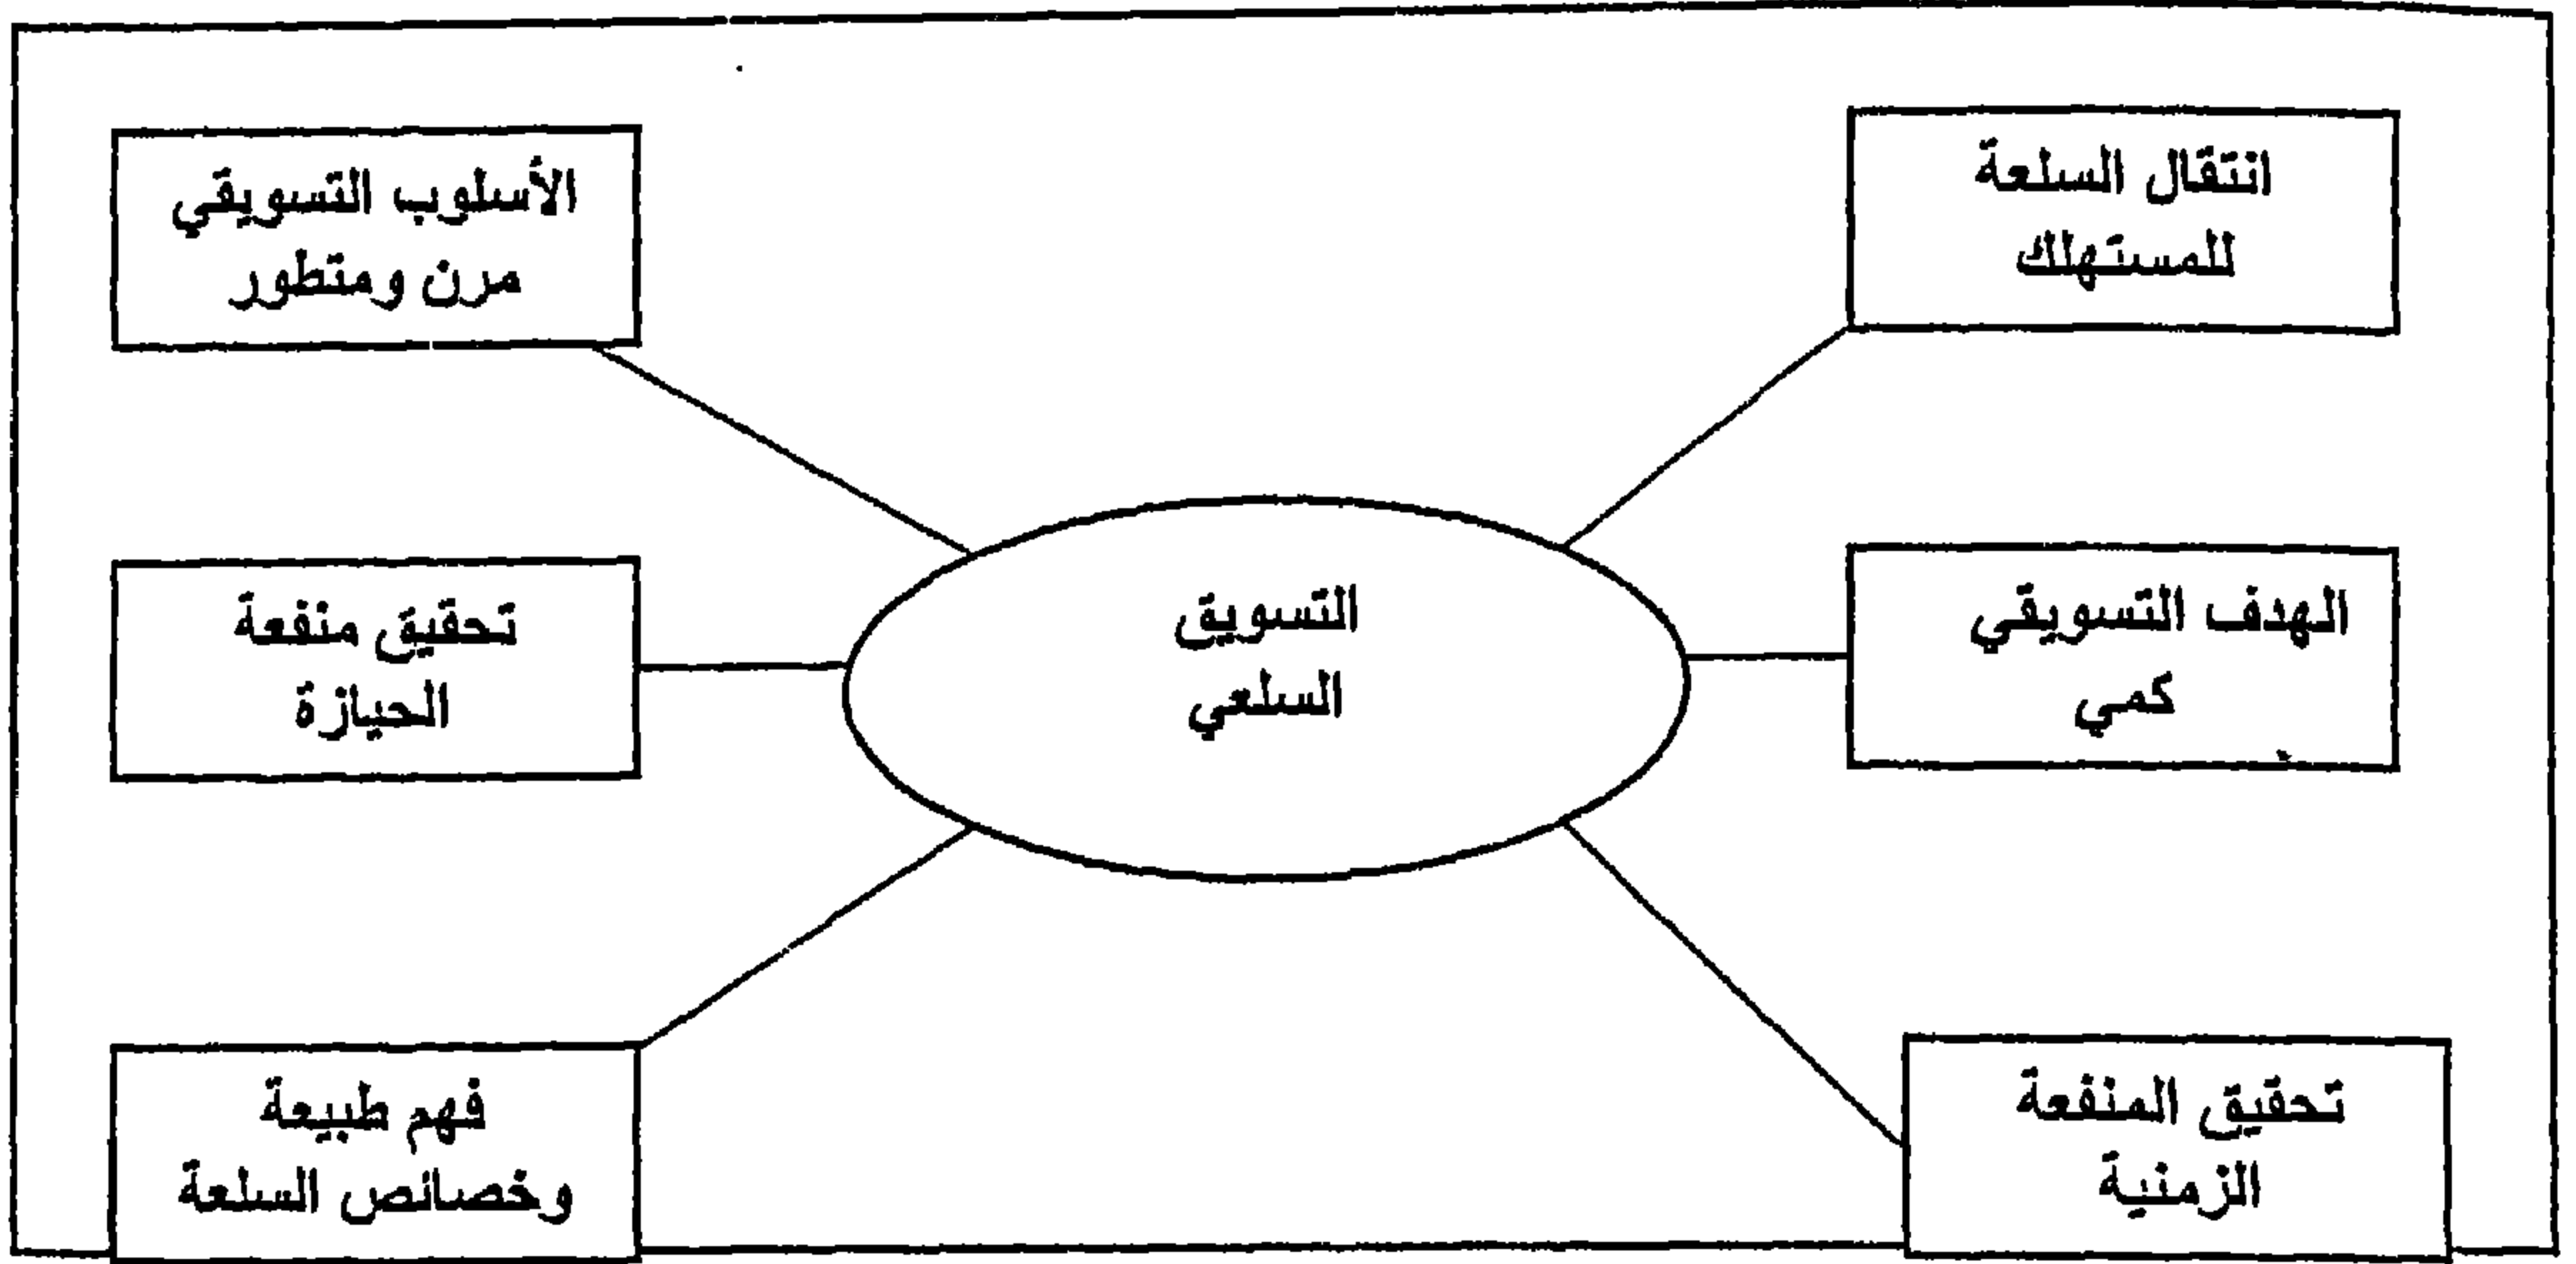 انتقال السلعة
للمستهلك
الأسلوب التسويقي
مرن ومتطور
الهدف التسويقي
كمي
التسويق
السلعي
تحقيق منفعة
الحيازة
تحقيق المنفعة
الزمنية
فهم طبيعة
وخصائص السلعة